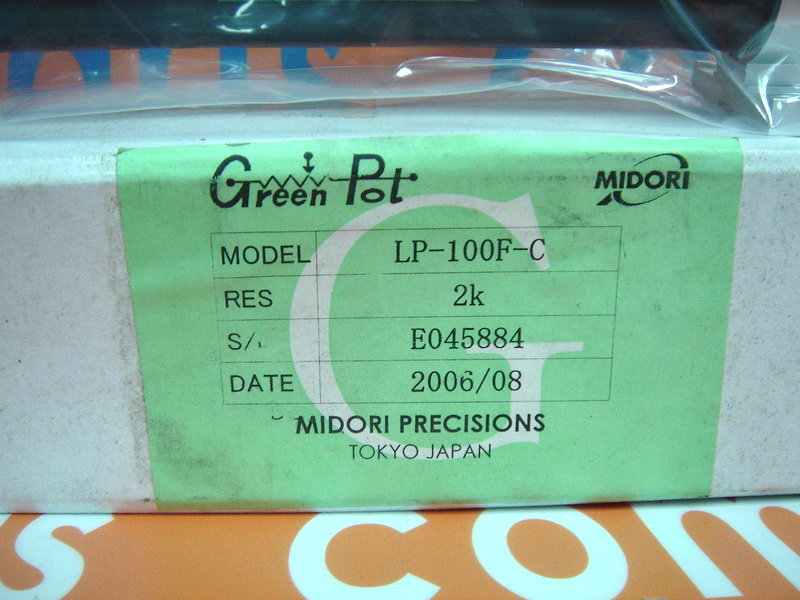 Green Pot
MIDORI
MODEL LP-100F-C
RES 2k
S/ E045884
DATE 2006/08
G
MIDORI PRECISIONS
TOKYO JAPAN
s com